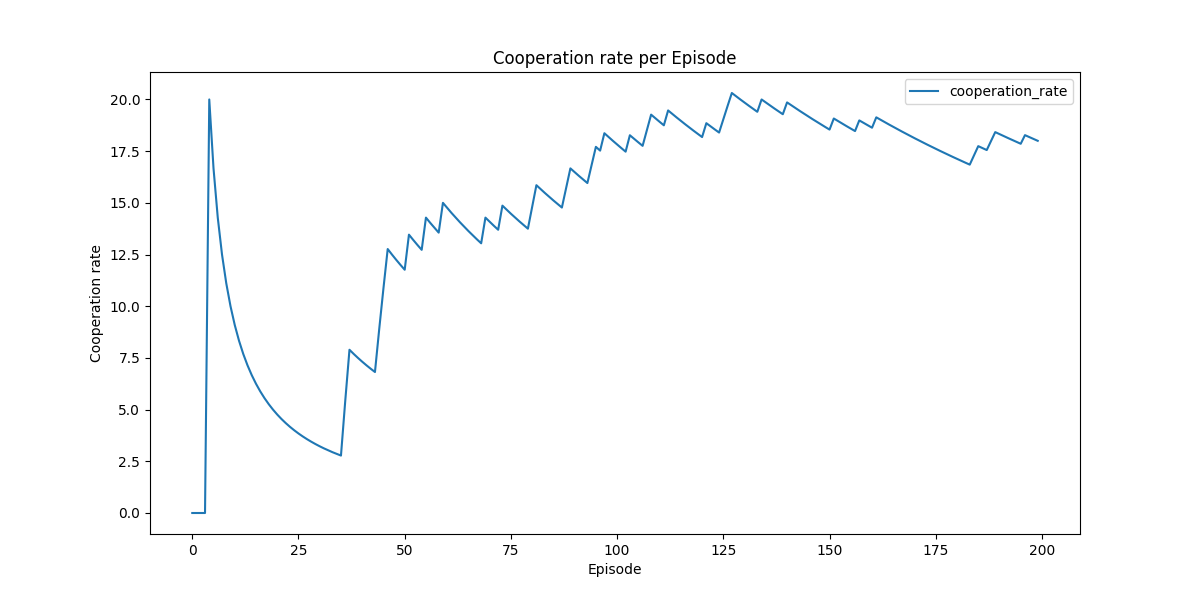 Cooperation rate per Episode
cooperation_rate
Cooperation rate
20.0
17.5
15.0
12.5
10.0
7.5
5.0
2.5
0.0
0 25 50 75 100 125 150 175 200
Episode